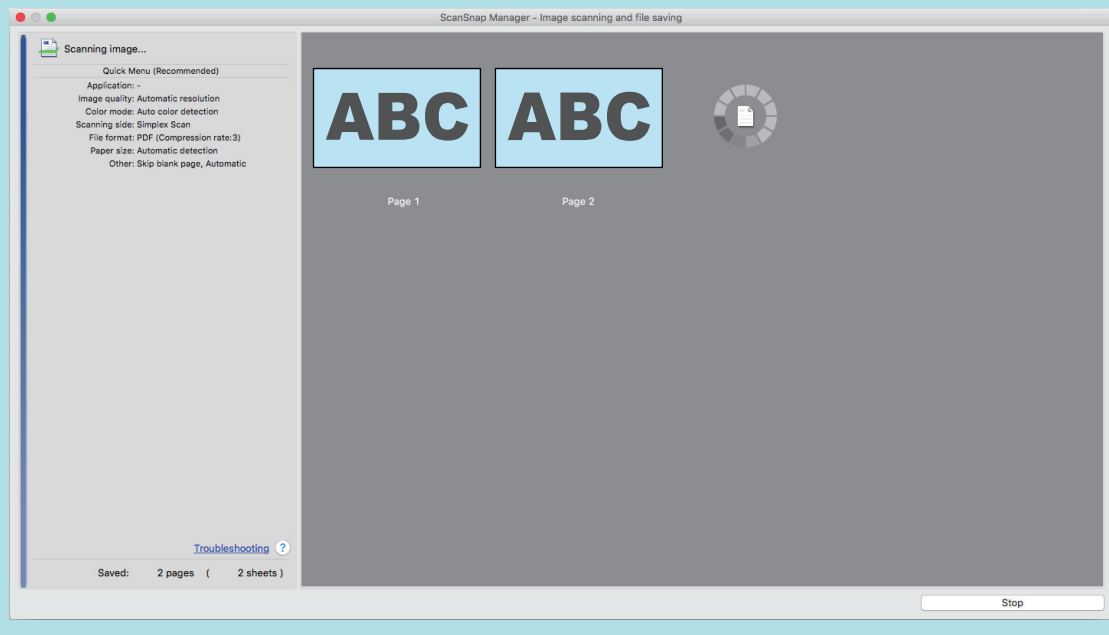 ScanSnap Manager - Image scanning and file saving
Scanning image...
Quick Menu (Recommended)
Application: -
Image quality: Automatic resolution
Color mode: Auto color detection
Scanning side: Simplex Scan
File format: PDF (Compression rate:3)
Paper size: Automatic detection
Other: Skip blank page, Automatic
ABC ABC
Page 1 Page 2
Troubleshooting ?
Saved: 2 pages ( 2 sheets )
Stop